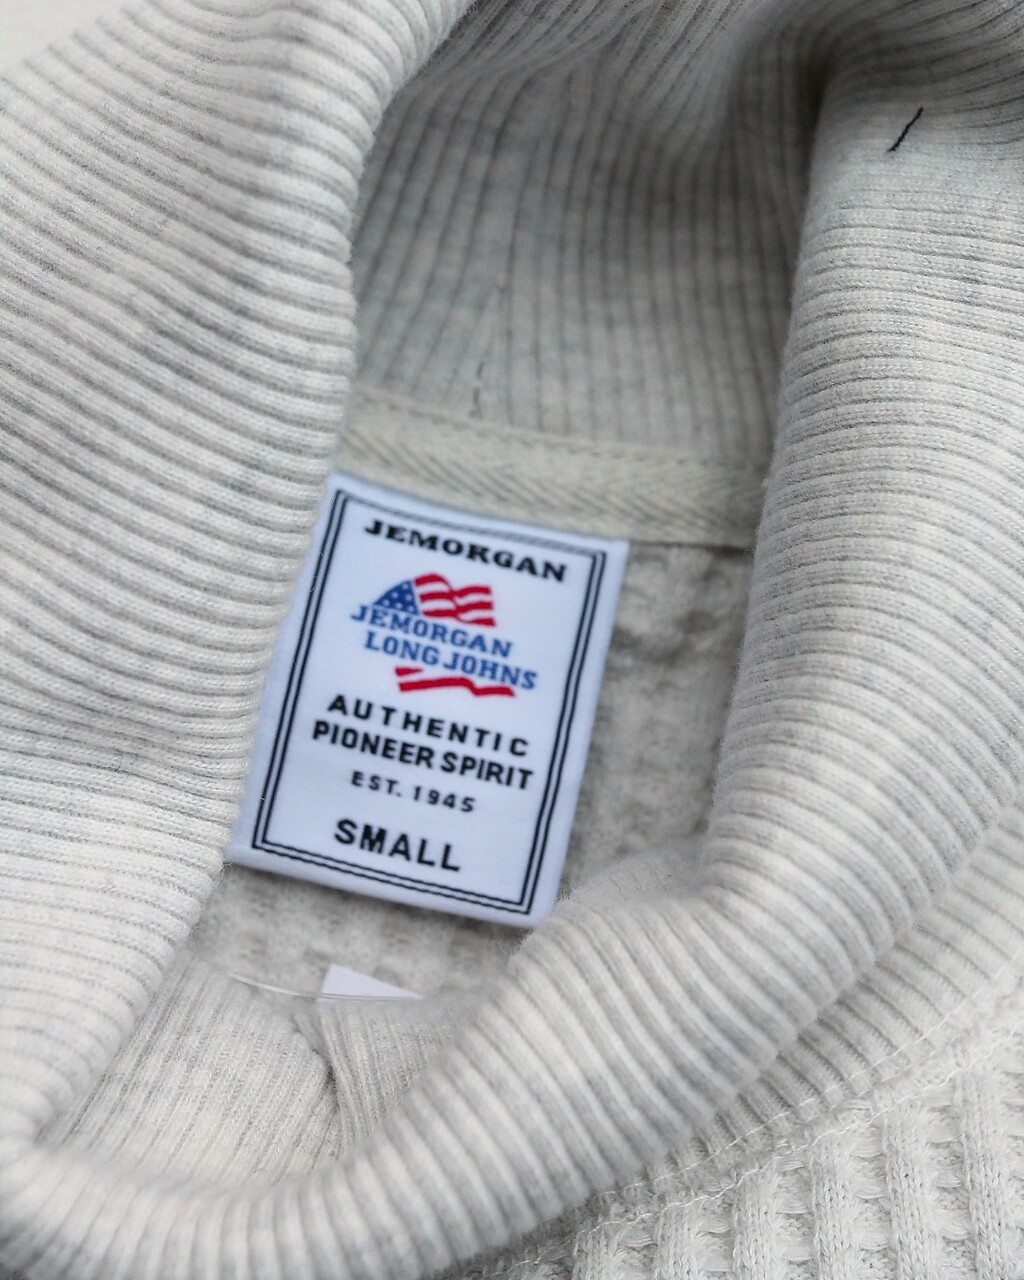 JEMORGAN
JEMORGAN
LONG JOHNS
AUTHENTIC
PIONEER SPIRIT
EST. 1945
SMALL